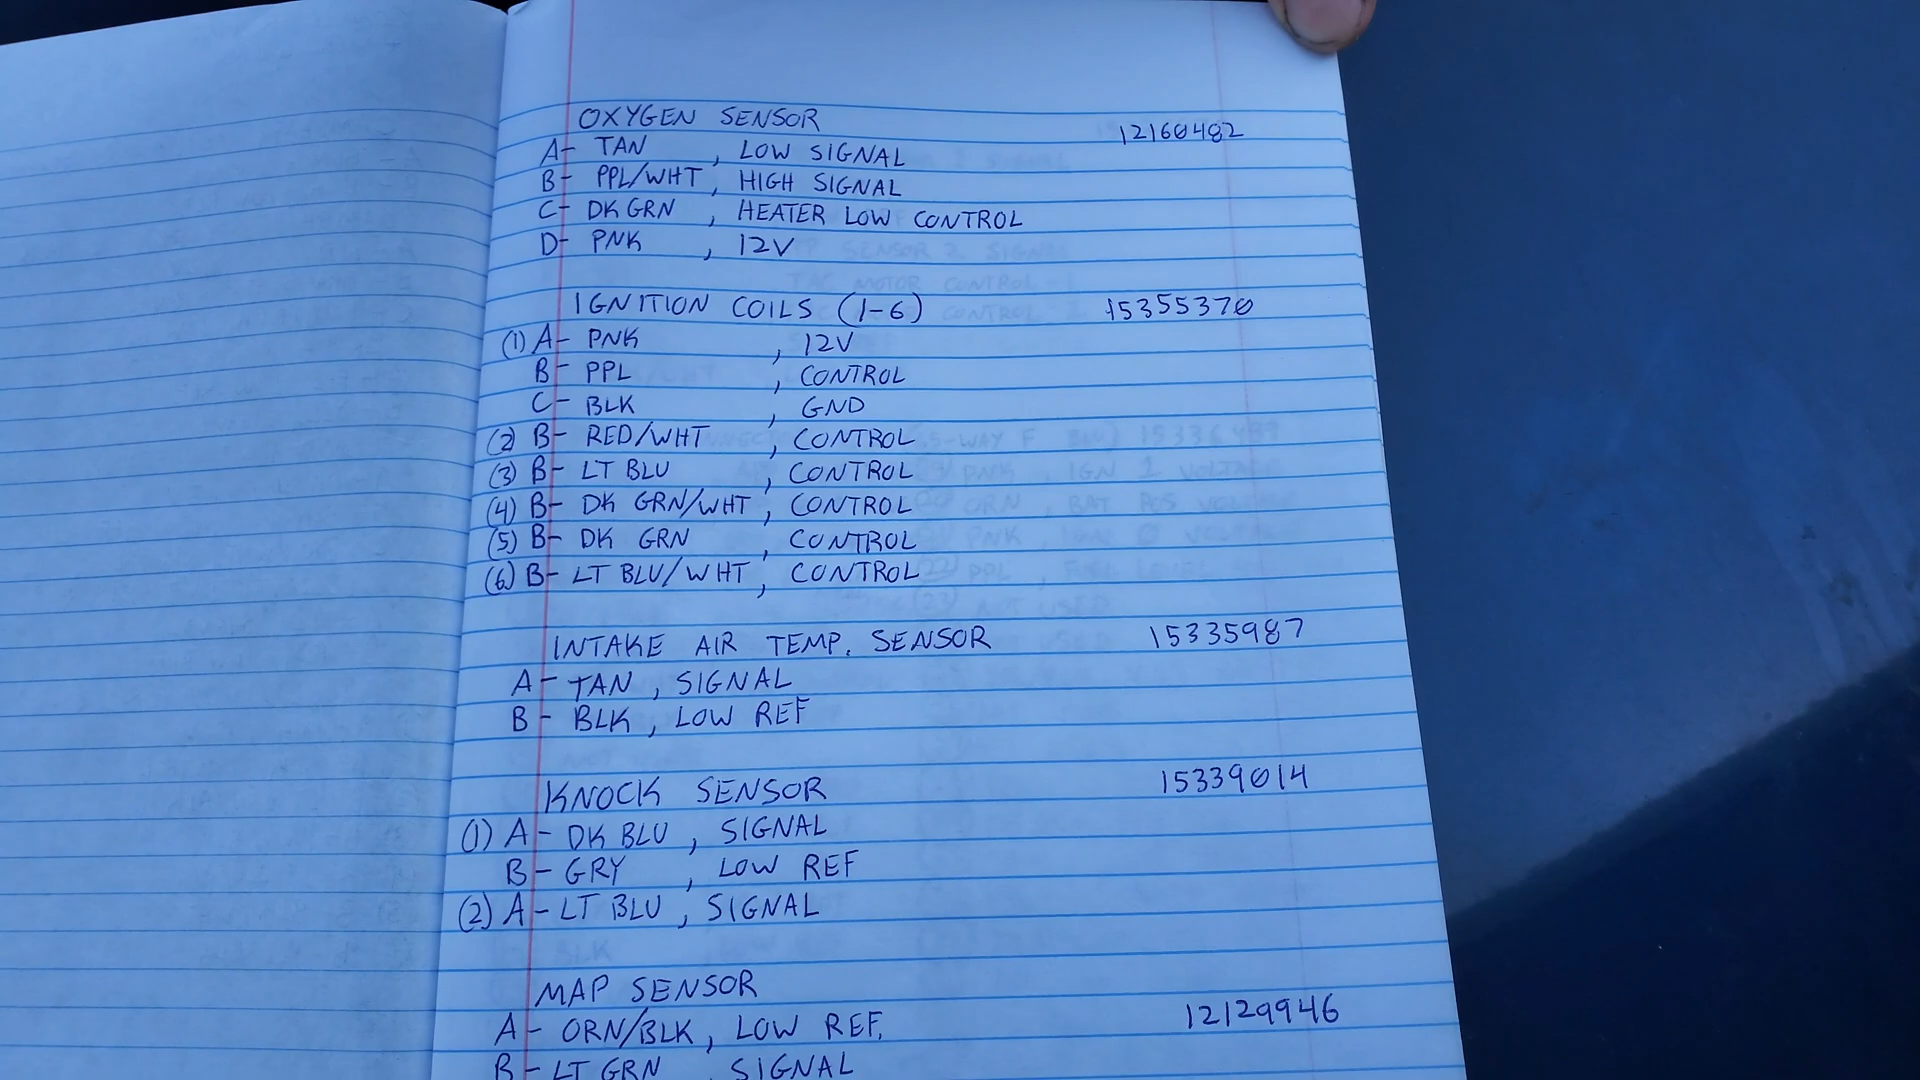 OXYGEN SENSOR 12160482
A- TAN , LOW SIGNAL
B- PPL/WHT, HIGH SIGNAL
C- DK GRN , HEATER LOW CONTROL
D- PNK , 12V
IGNITION COILS (1-6) 15355370
(1) A- PNK , 12V
B- PPL , CONTROL
C- BLK , GND
(2) B- RED/WHT , CONTROL
(3) B- LT BLU , CONTROL
(4) B- DK GRN/WHT, CONTROL
(5) B- DK GRN , CONTROL
(6) B- LT BLU/WHT, CONTROL
INTAKE AIR TEMP. SENSOR 15335987
A- TAN , SIGNAL
B- BLK , LOW REF
KNOCK SENSOR 15339014
(1) A- DK BLU , SIGNAL
B- GRY , LOW REF
(2) A- LT BLU , SIGNAL
MAP SENSOR 12129946
A- ORN/BLK, LOW REF.
B- LT GRN , SIGNAL